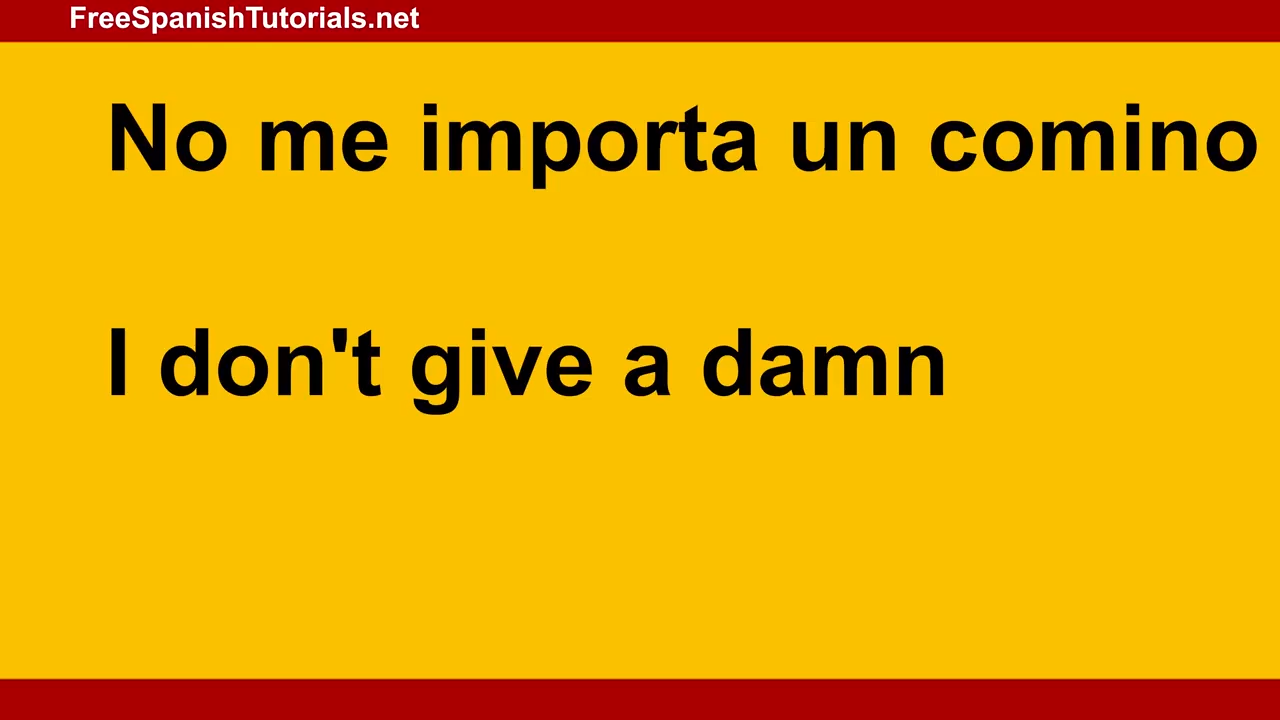 FreeSpanishTutorials.net
No me importa un comino
I don't give a damn